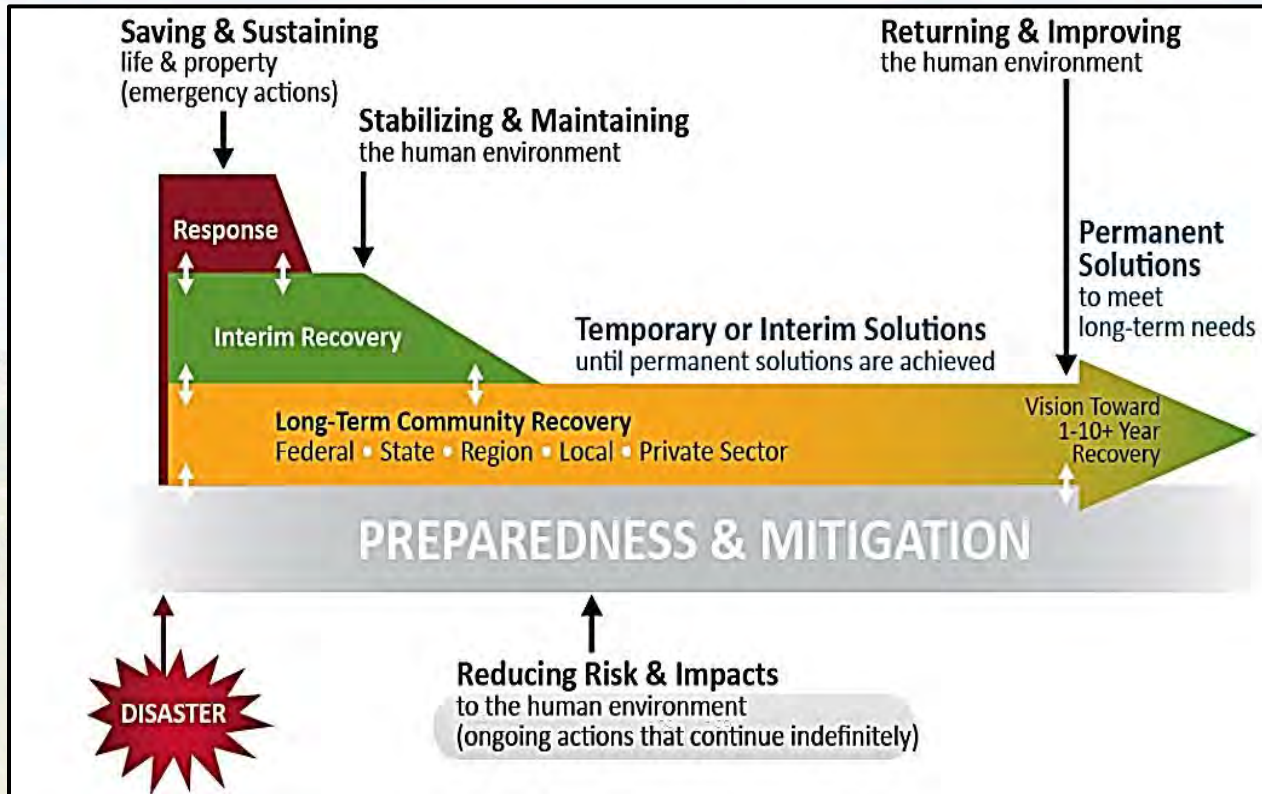 Saving & Sustaining
life & property
(emergency actions)
Returning & Improving
the human environment
Stabilizing & Maintaining
the human environment
Response
Permanent
Solutions
to meet
long-term needs
Interim Recovery
Temporary or Interim Solutions
until permanent solutions are achieved
Long-Term Community Recovery
Federal • State • Region • Local • Private Sector
Vision Toward
1-10+ Year
Recovery
PREPAREDNESS & MITIGATION
DISASTER
Reducing Risk & Impacts
to the human environment
(ongoing actions that continue indefinitely)